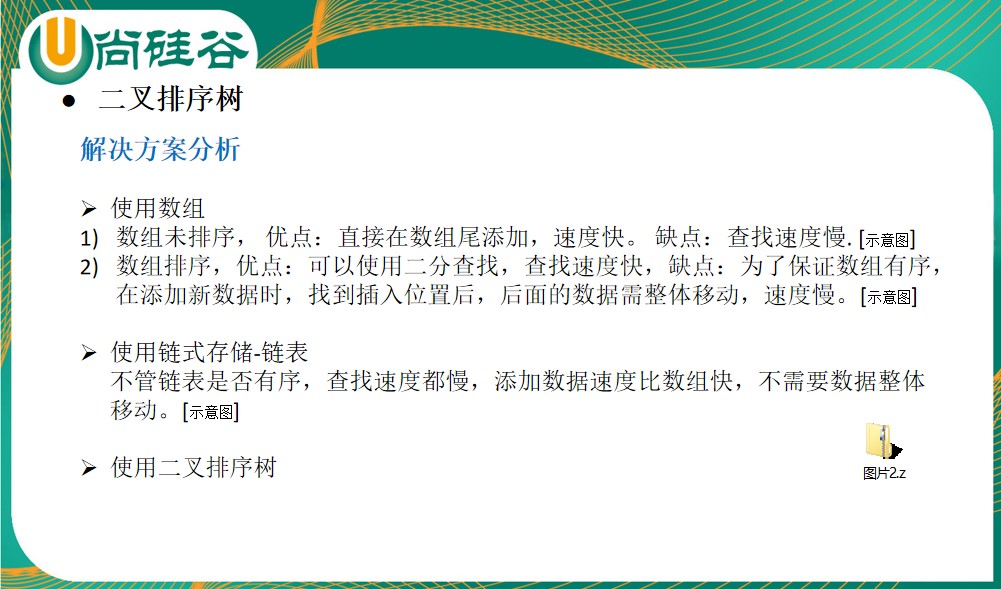 尚硅谷
● 二叉排序树
解决方案分析
➢ 使用数组
1) 数组未排序， 优点：直接在数组尾添加，速度快。 缺点：查找速度慢. [示意图]
2) 数组排序，优点：可以使用二分查找，查找速度快，缺点：为了保证数组有序，
在添加新数据时，找到插入位置后，后面的数据需整体移动，速度慢。[示意图]
➢ 使用链式存储-链表
不管链表是否有序，查找速度都慢，添加数据速度比数组快，不需要数据整体
移动。[示意图]
➢ 使用二叉排序树
图片2.z